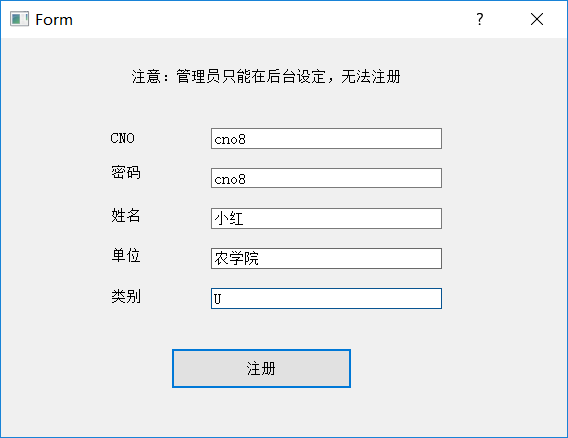 Form
注意：管理员只能在后台设定，无法注册
CNO cno8
密码 cno8
姓名 小红
单位 农学院
类别 U
注册